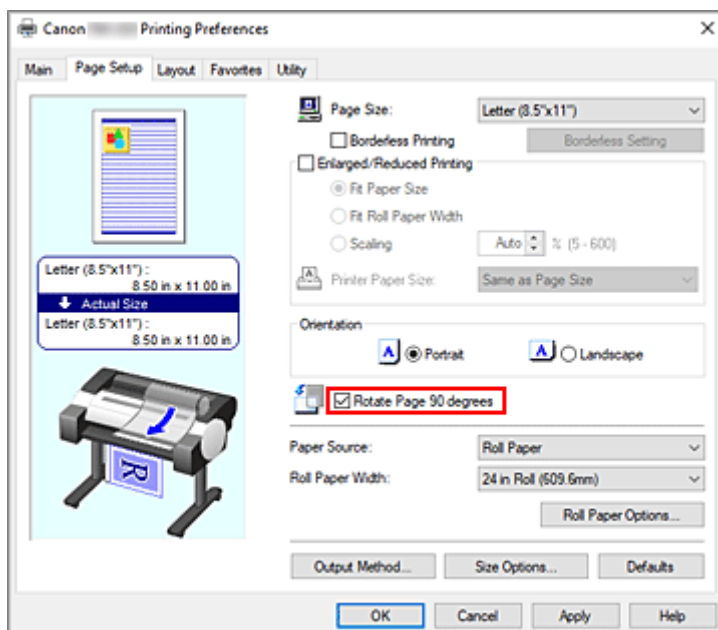 Canon Printing Preferences
Main Page Setup Layout Favorites Utility
Page Size: Letter (8.5"x11")
Borderless Printing Borderless Setting
Enlarged/Reduced Printing
Fit Paper Size
Fit Roll Paper Width
Scaling Auto % (5 - 600)
Printer Paper Size: Same as Page Size
Letter (8.5"x11") :
8.50 in x 11.00 in
Actual Size
Letter (8.5"x11") :
8.50 in x 11.00 in
Orientation
A Portrait A Landscape
Rotate Page 90 degrees
R
Paper Source: Roll Paper
Roll Paper Width: 24 in Roll (609.6mm)
Roll Paper Options...
Output Method... Size Options... Defaults
OK Cancel Apply Help